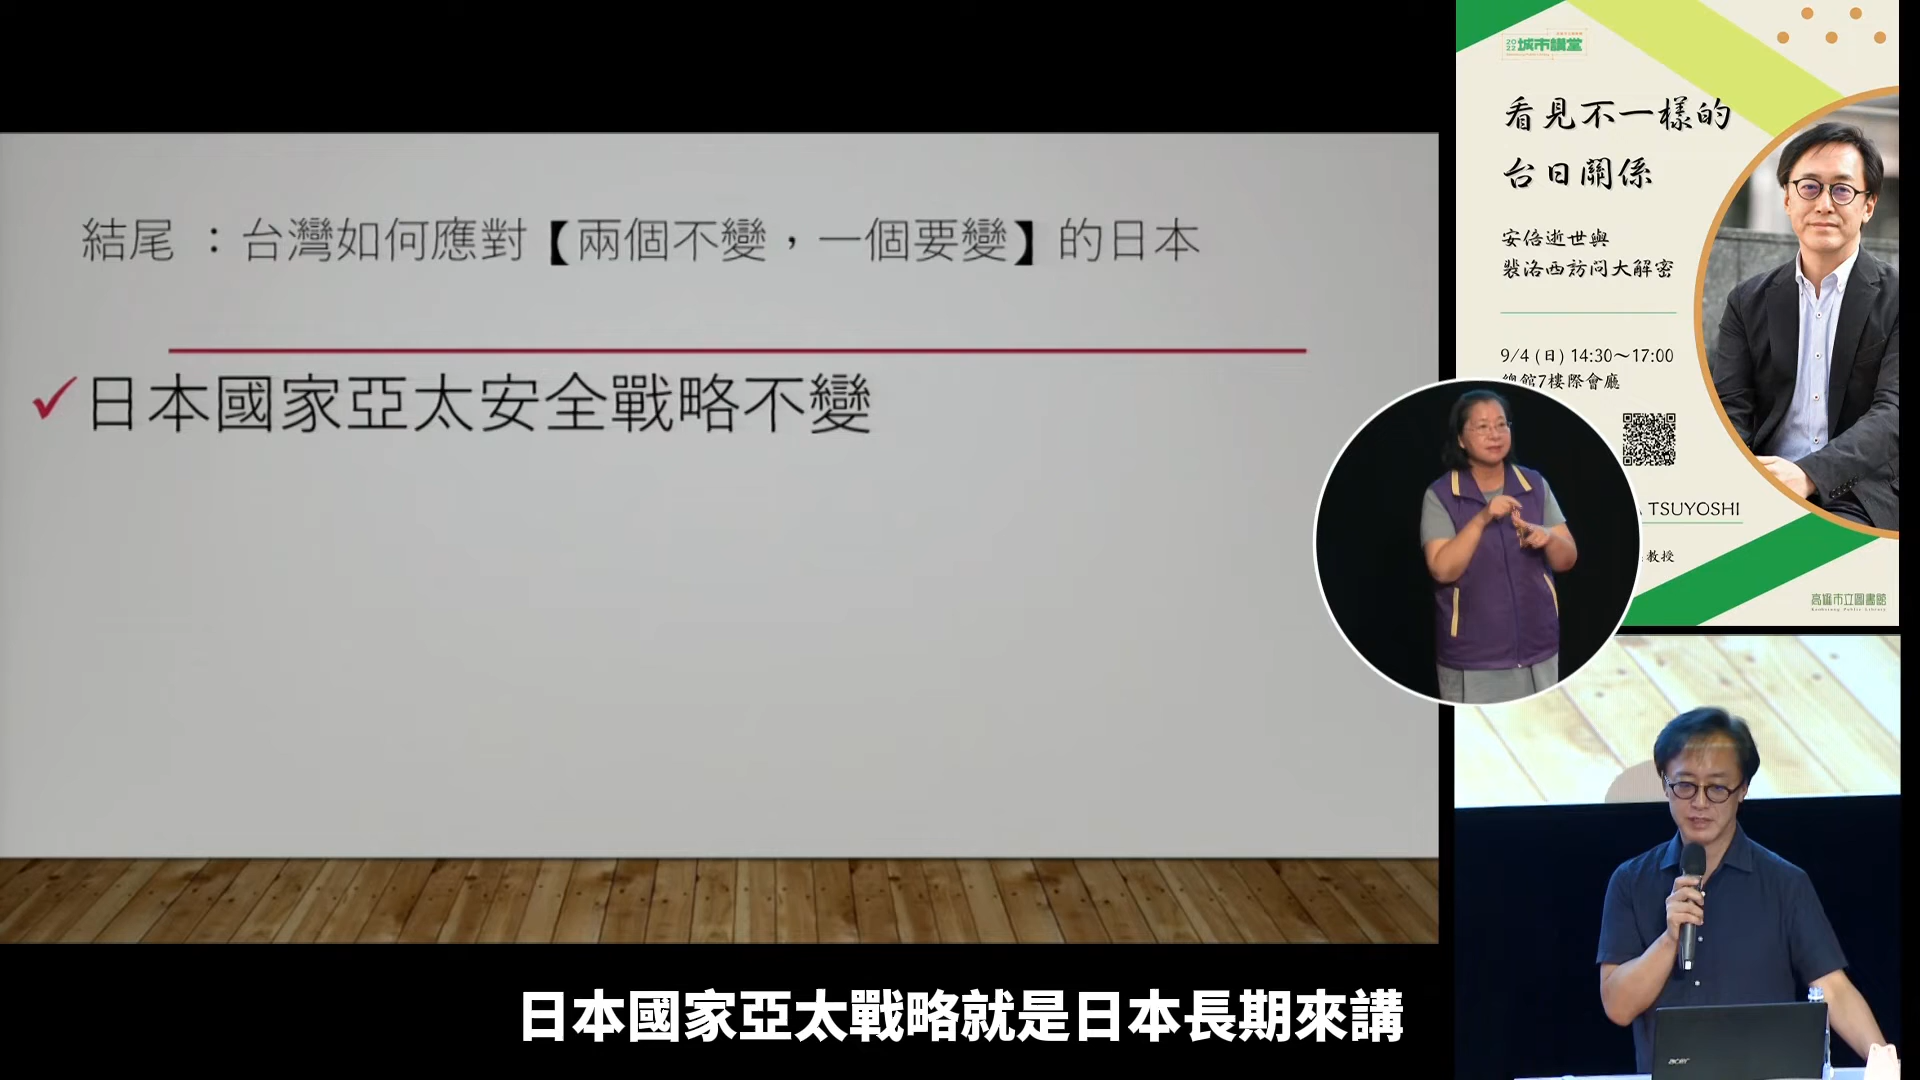 結尾：台灣如何應對【兩個不變，一個要變】的日本
✓日本國家亞太安全戰略不變
日本國家亞太戰略就是日本長期來講
2022城市講堂
看見不一樣的
台日關係
安倍逝世與
裴洛西訪問大解密
9/4 (日) 14:30～17:00
總館7樓際會廳
TSUYOSHI
教授
高雄市立圖書館
Kaohsiung Public Library
acer